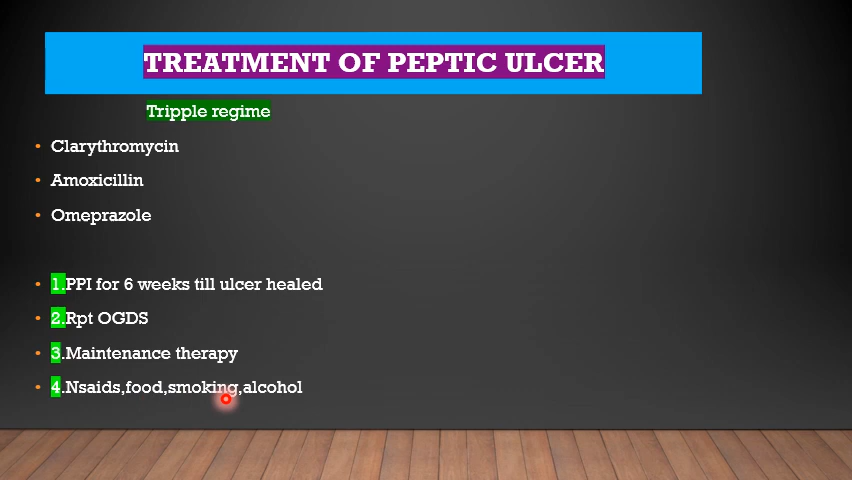 TREATMENT OF PEPTIC ULCER
Tripple regime
• Clarythromycin
• Amoxicillin
• Omeprazole
• 1.PPI for 6 weeks till ulcer healed
• 2.Rpt OGDS
• 3.Maintenance therapy
• 4.Nsaids,food,smoking,alcohol